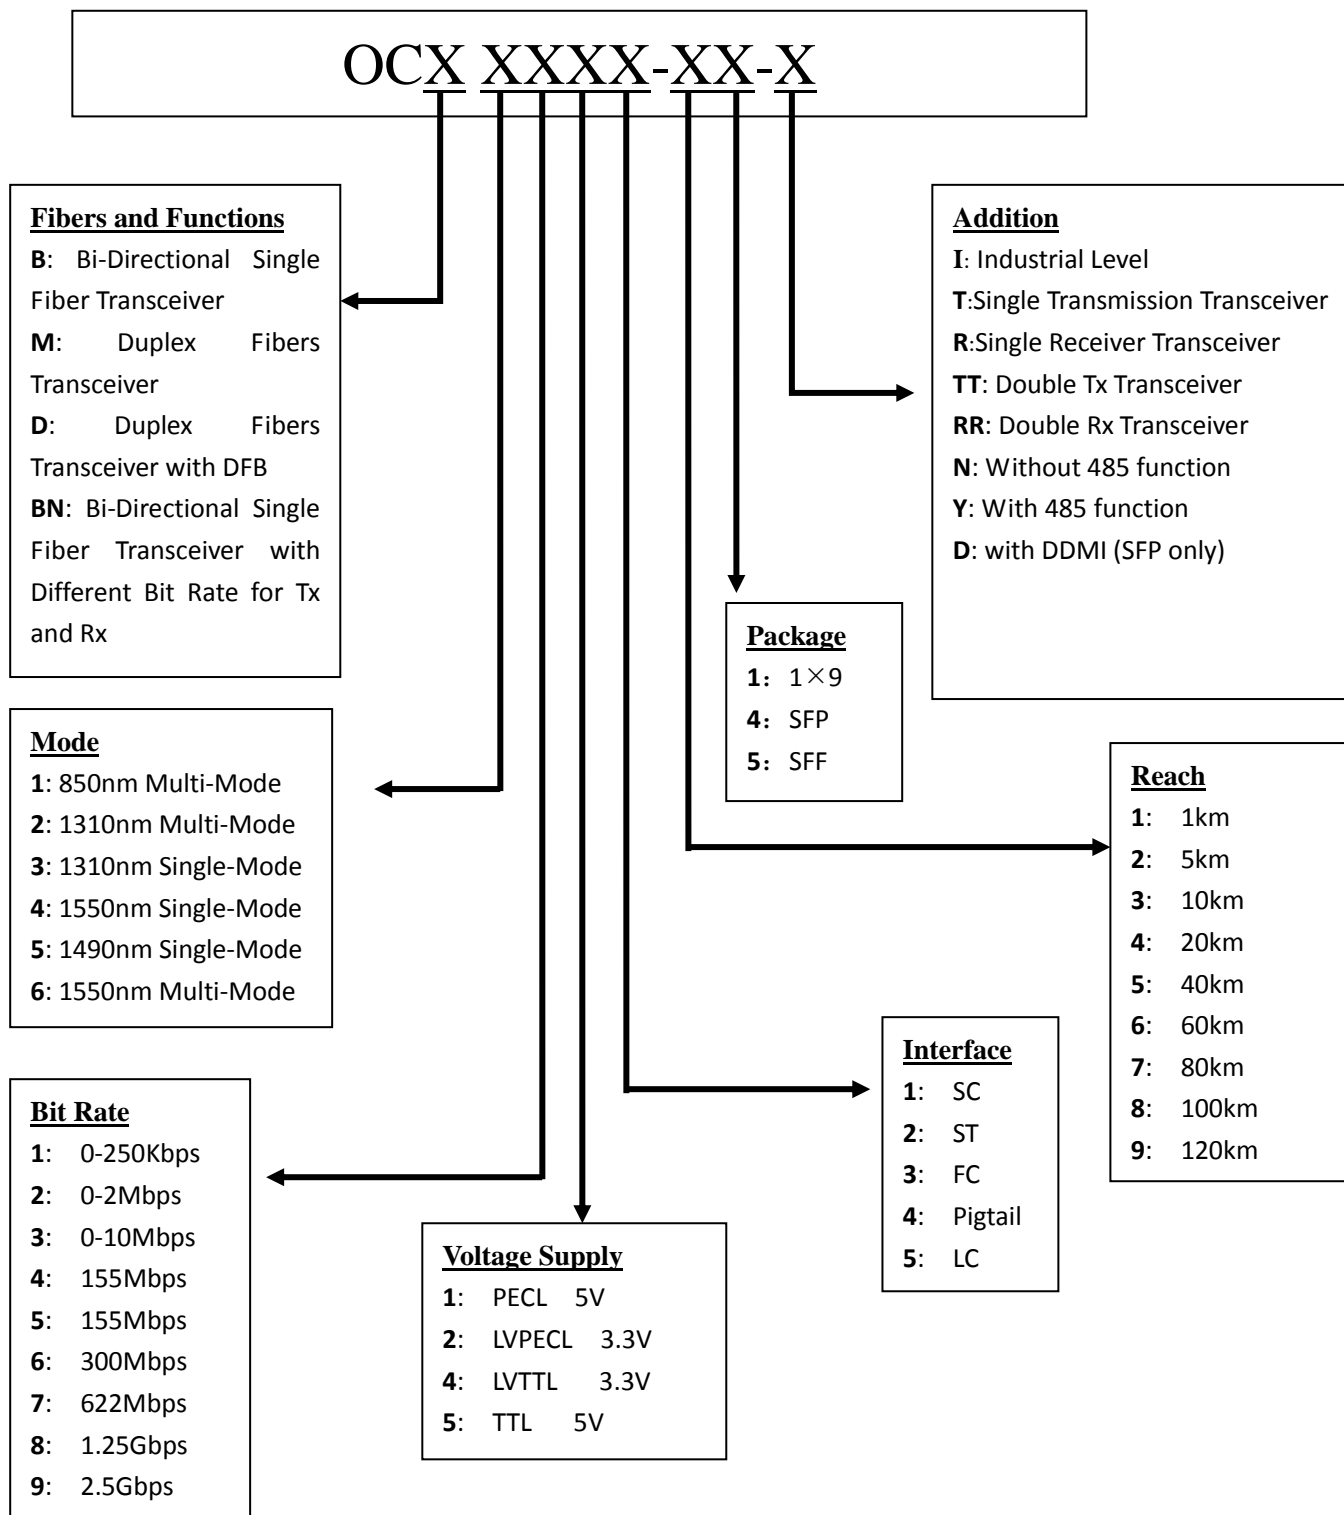 OCX XXXX-XX-X
Fibers and Functions
B: Bi-Directional Single
Fiber Transceiver
M: Duplex Fibers
Transceiver
D: Duplex Fibers
Transceiver with DFB
BN: Bi-Directional Single
Fiber Transceiver with
Different Bit Rate for Tx
and Rx
Addition
I: Industrial Level
T:Single Transmission Transceiver
R:Single Receiver Transceiver
TT: Double Tx Transceiver
RR: Double Rx Transceiver
N: Without 485 function
Y: With 485 function
D: with DDMI (SFP only)
Package
1： 1×9
4： SFP
5： SFF
Mode
1: 850nm Multi-Mode
2: 1310nm Multi-Mode
3: 1310nm Single-Mode
4: 1550nm Single-Mode
5: 1490nm Single-Mode
6: 1550nm Multi-Mode
Reach
1: 1km
2: 5km
3: 10km
4: 20km
5: 40km
6: 60km
7: 80km
8: 100km
9: 120km
Interface
1: SC
2: ST
3: FC
4: Pigtail
5: LC
Bit Rate
1: 0-250Kbps
2: 0-2Mbps
3: 0-10Mbps
4: 155Mbps
5: 155Mbps
6: 300Mbps
7: 622Mbps
8: 1.25Gbps
9: 2.5Gbps
Voltage Supply
1: PECL 5V
2: LVPECL 3.3V
4: LVTTL 3.3V
5: TTL 5V